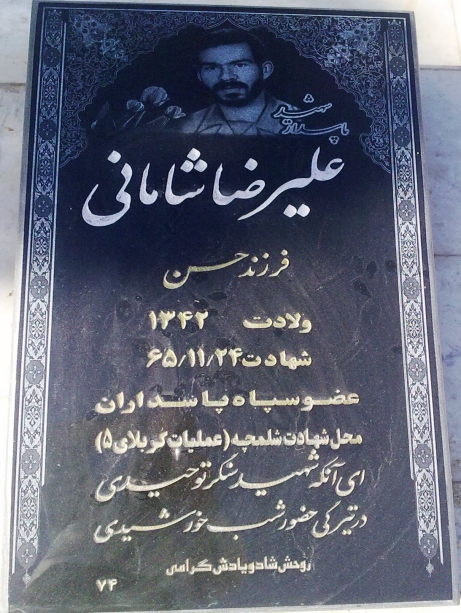 شهید
پاسدار
علیرضا شامانی
فرزند حسن
ولادت ۱۳۴۲
شهادت ۶۵/۱۱/۲۴
عضو سپاه پاسداران
محل شهادت شلمچه (عملیات کربلای ۵)
ای آنکه شهید سنگر توحیدی
در تیرگی حضور شب خورشیدی
روحش شاد و یادش گرامی
۷۴